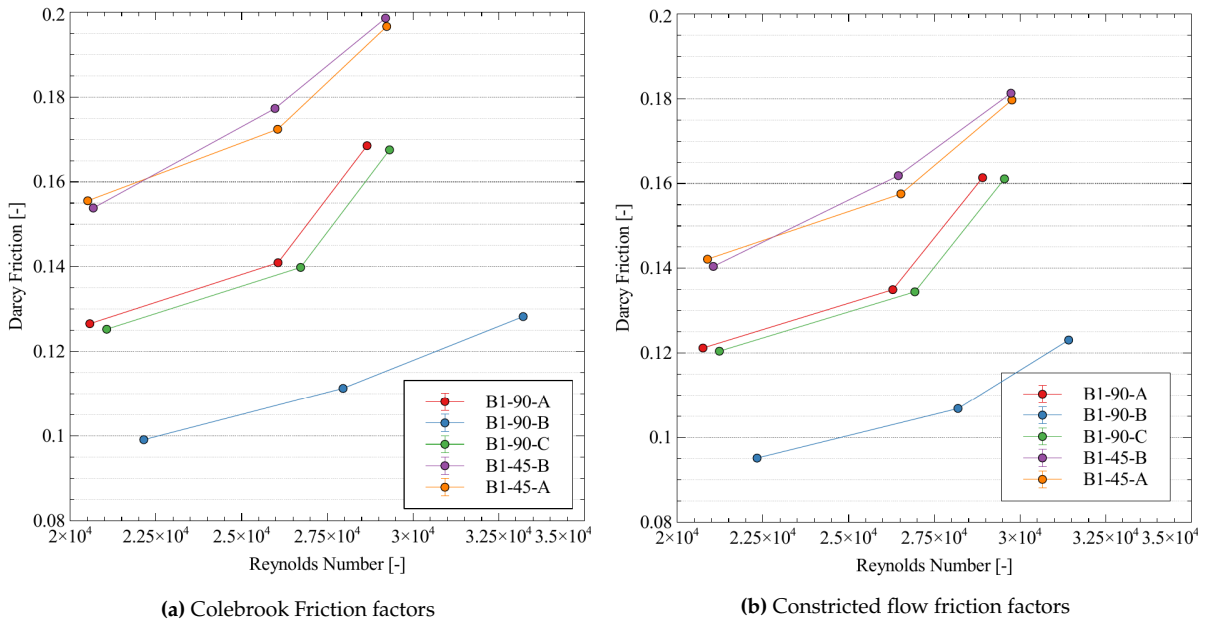 0.2
0.18
0.16
0.14
0.12
0.1
0.08
Darcy Friction [-]
2×10⁴ 2.25×10⁴ 2.5×10⁴ 2.75×10⁴ 3×10⁴ 3.25×10⁴ 3.5×10⁴
Reynolds Number [-]
B1-90-A
B1-90-B
B1-90-C
B1-45-B
B1-45-A
(a) Colebrook Friction factors
0.2
0.18
0.16
0.14
0.12
0.1
0.08
Darcy Friction [-]
2×10⁴ 2.25×10⁴ 2.5×10⁴ 2.75×10⁴ 3×10⁴ 3.25×10⁴ 3.5×10⁴
Reynolds Number [-]
B1-90-A
B1-90-B
B1-90-C
B1-45-B
B1-45-A
(b) Constricted flow friction factors